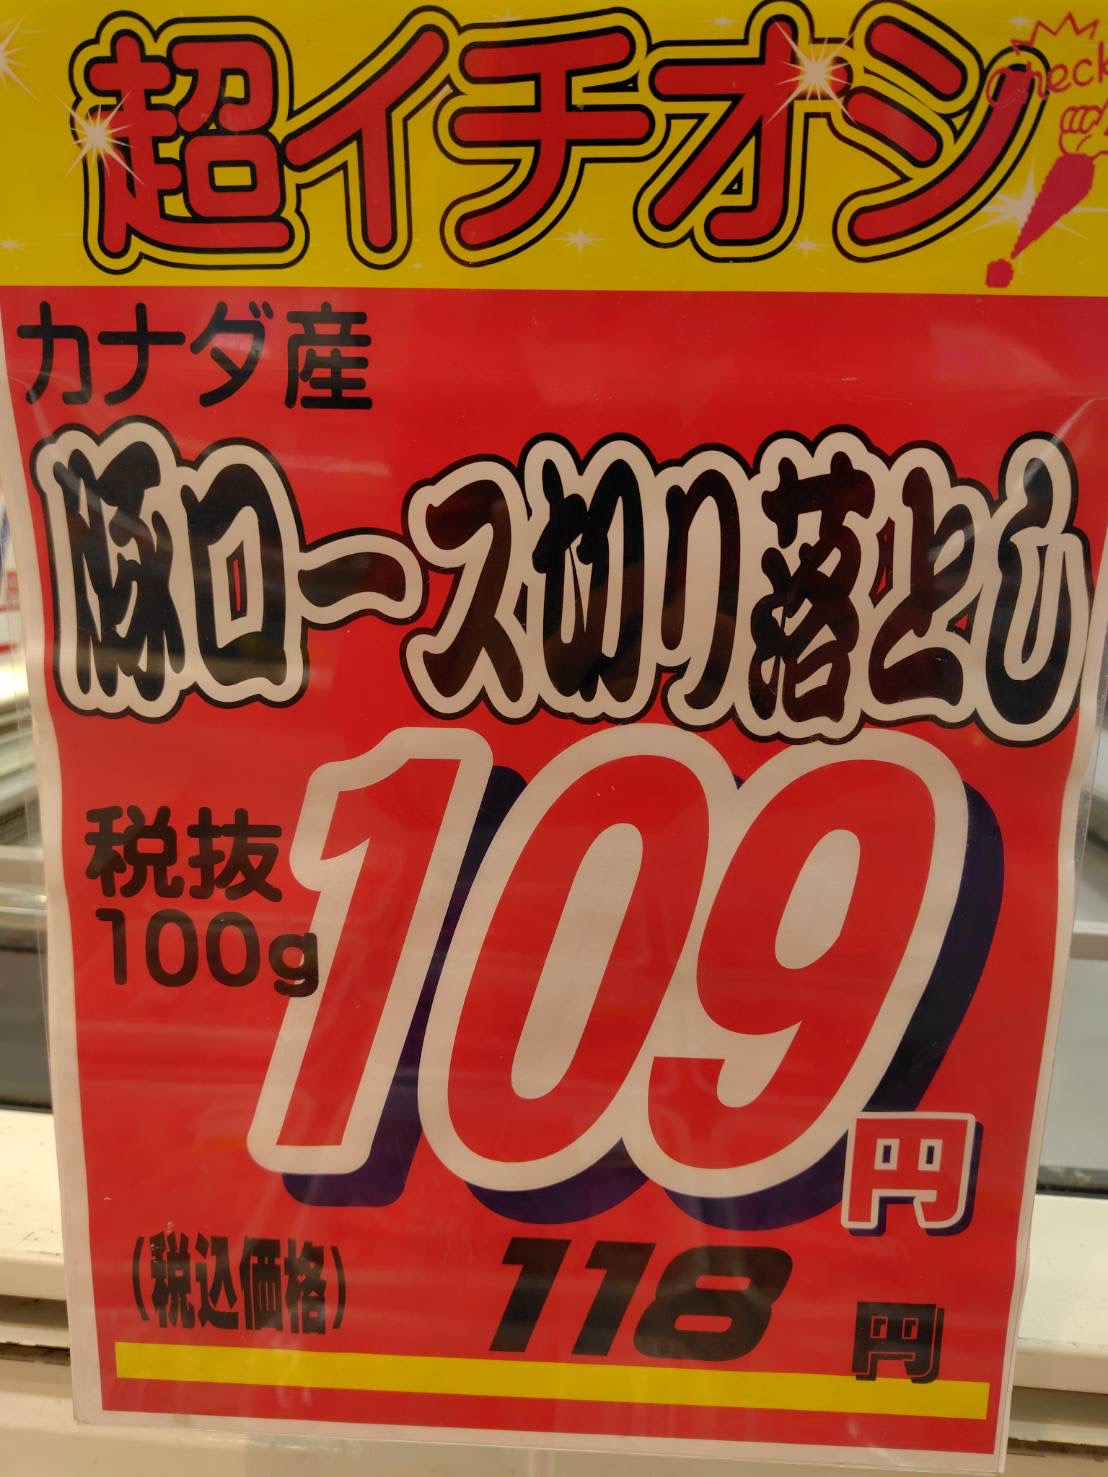 超イチオシ
Check
カナダ産
豚ロース切り落とし
税抜
100g
109円
(税込価格) 118円